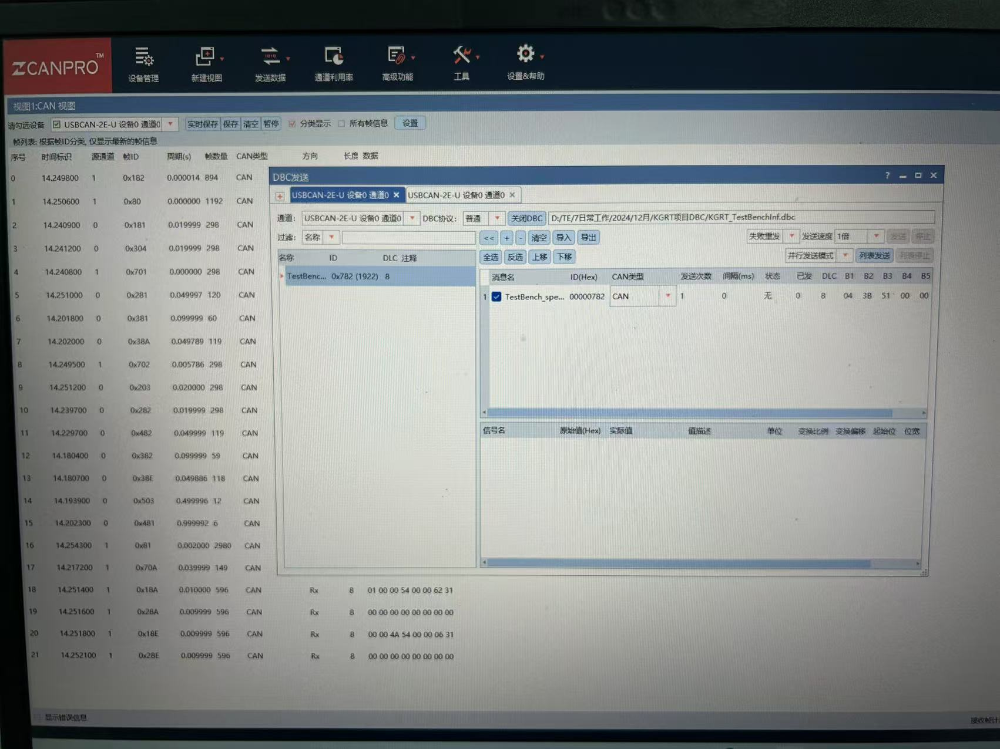 ZCANPRO™
设备管理 新建视图 发送数据 通道利用率 高级功能 工具 设置&帮助
视图1:CAN 视图
请勾选设备 USBCAN-2E-U 设备0 通道0 实时保存 保存 清空 暂停 分类显示 所有帧信息 设置
帧列表: 根据帧ID分类, 仅显示最新的帧信息
序号 时间标识 源通道 帧ID 周期(s) 帧数量 CAN类型 方向 长度 数据
0 14.249800 1 0x182 0.000014 894 CAN
1 14.250600 1 0x80 0.000000 1192 CAN
2 14.240900 0 0x181 0.019999 298 CAN
3 14.241200 0 0x304 0.019999 298 CAN
4 14.240800 1 0x701 0.000000 298 CAN
5 14.251000 0 0x281 0.049997 120 CAN
6 14.201800 0 0x381 0.099999 60 CAN
7 14.202000 0 0x38A 0.049789 119 CAN
8 14.249500 1 0x702 0.005786 298 CAN
9 14.251200 0 0x203 0.020000 298 CAN
10 14.239700 0 0x282 0.019999 298 CAN
11 14.229700 0 0x482 0.049999 119 CAN
12 14.180400 0 0x382 0.099999 59 CAN
13 14.180700 0 0x38E 0.049886 118 CAN
14 14.193900 0 0x503 0.499996 12 CAN
15 14.202300 0 0x481 0.999992 6 CAN
16 14.254300 1 0x81 0.002000 2980 CAN
17 14.217200 1 0x70A 0.039999 149 CAN
18 14.251400 1 0x18A 0.010000 596 CAN Rx 8 01 00 00 54 00 00 62 31
19 14.251600 1 0x28A 0.009999 596 CAN Rx 8 00 00 00 00 00 00 00 00
20 14.251800 1 0x18E 0.009999 596 CAN Rx 8 00 00 4A 54 00 00 06 31
21 14.252100 1 0x28E 0.009999 596 CAN Rx 8 00 00 00 00 00 00 00 00
DBC发送 ?
USBCAN-2E-U 设备0 通道0 USBCAN-2E-U 设备0 通道0
通道: USBCAN-2E-U 设备0 通道0 DBC协议: 普通 关闭DBC D:/TE/7日常工作/2024/12月/KGRT项目DBC/KGRT_TestBenchInf.dbc
过滤: 名称 << + - 清空 导入 导出 失败重发 发送速度 1倍 发送 停止
全选 反选 上移 下移 并行发送模式 列表发送 列表停止
名称 ID DLC 注释
TestBenc... 0x782 (1922) 8
消息名 ID(Hex) CAN类型 发送次数 间隔(ms) 状态 已发 DLC B1 B2 B3 B4 B5
1 TestBench_spe... 00000782 CAN 1 0 无 0 8 04 3B 51 00 00
信号名 原始值(Hex) 实际值 值描述 单位 变换比例 变换偏移 起始位 位宽
显示错误信息
接收帧计